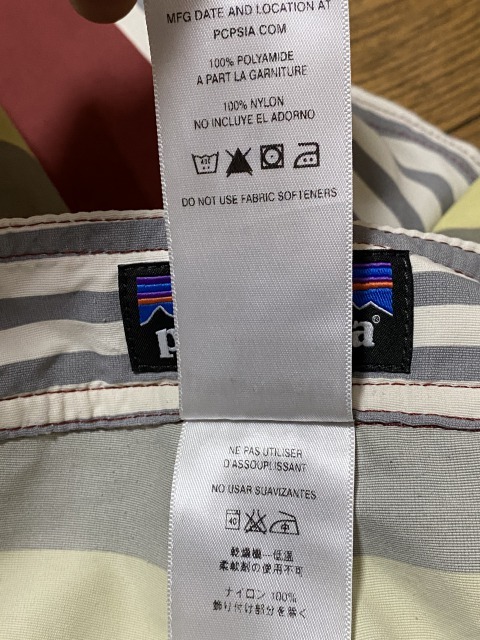 MFG DATE AND LOCATION AT
PCPSIA.COM
100% POLYAMIDE
A PART LA GARNITURE
100% NYLON
NO INCLUYE EL ADORNO
DO NOT USE FABRIC SOFTENERS
p a®
NE PAS UTILISER
D'ASSOUPLISSANT
NO USAR SUAVIZANTES
40
乾燥機—低温
柔軟剤の使用不可
ナイロン 100%
飾り付け部分を除く